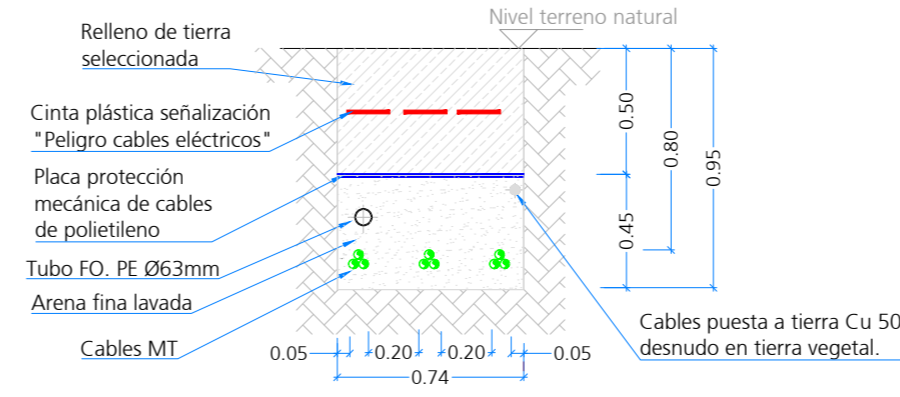 Nivel terreno natural
Relleno de tierra
seleccionada
Cinta plástica señalización
"Peligro cables eléctricos"
Placa protección
mecánica de cables
de polietileno
Tubo FO. PE Ø63mm
Arena fina lavada
Cables MT
0.50
0.80
0.95
0.45
Cables puesta a tierra Cu 50
desnudo en tierra vegetal.
0.05
0.20
0.20
0.05
0.74